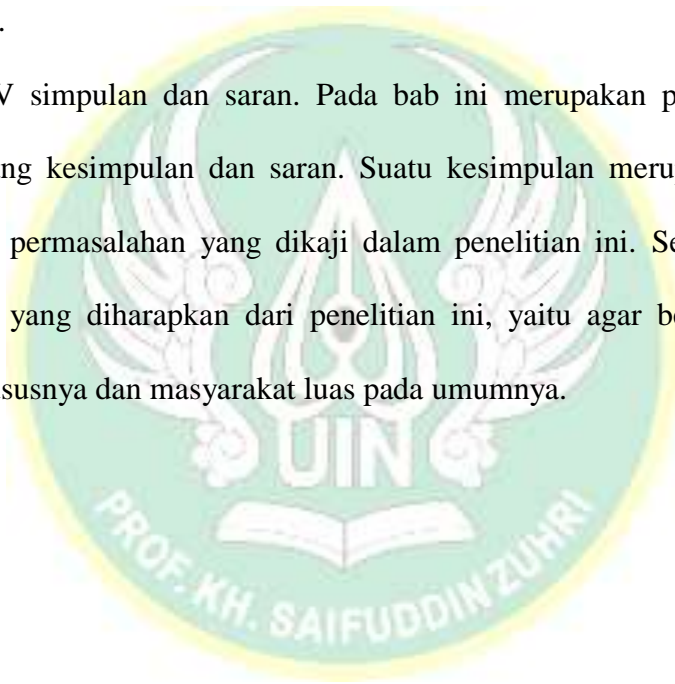 .
V simpulan dan saran. Pada bab ini merupakan p
ng kesimpulan dan saran. Suatu kesimpulan meru
permasalahan yang dikaji dalam penelitian ini. Se
yang diharapkan dari penelitian ini, yaitu agar b
ususnya dan masyarakat luas pada umumnya.
UIN
PROF. KH. SAIFUDDIN ZUHRI